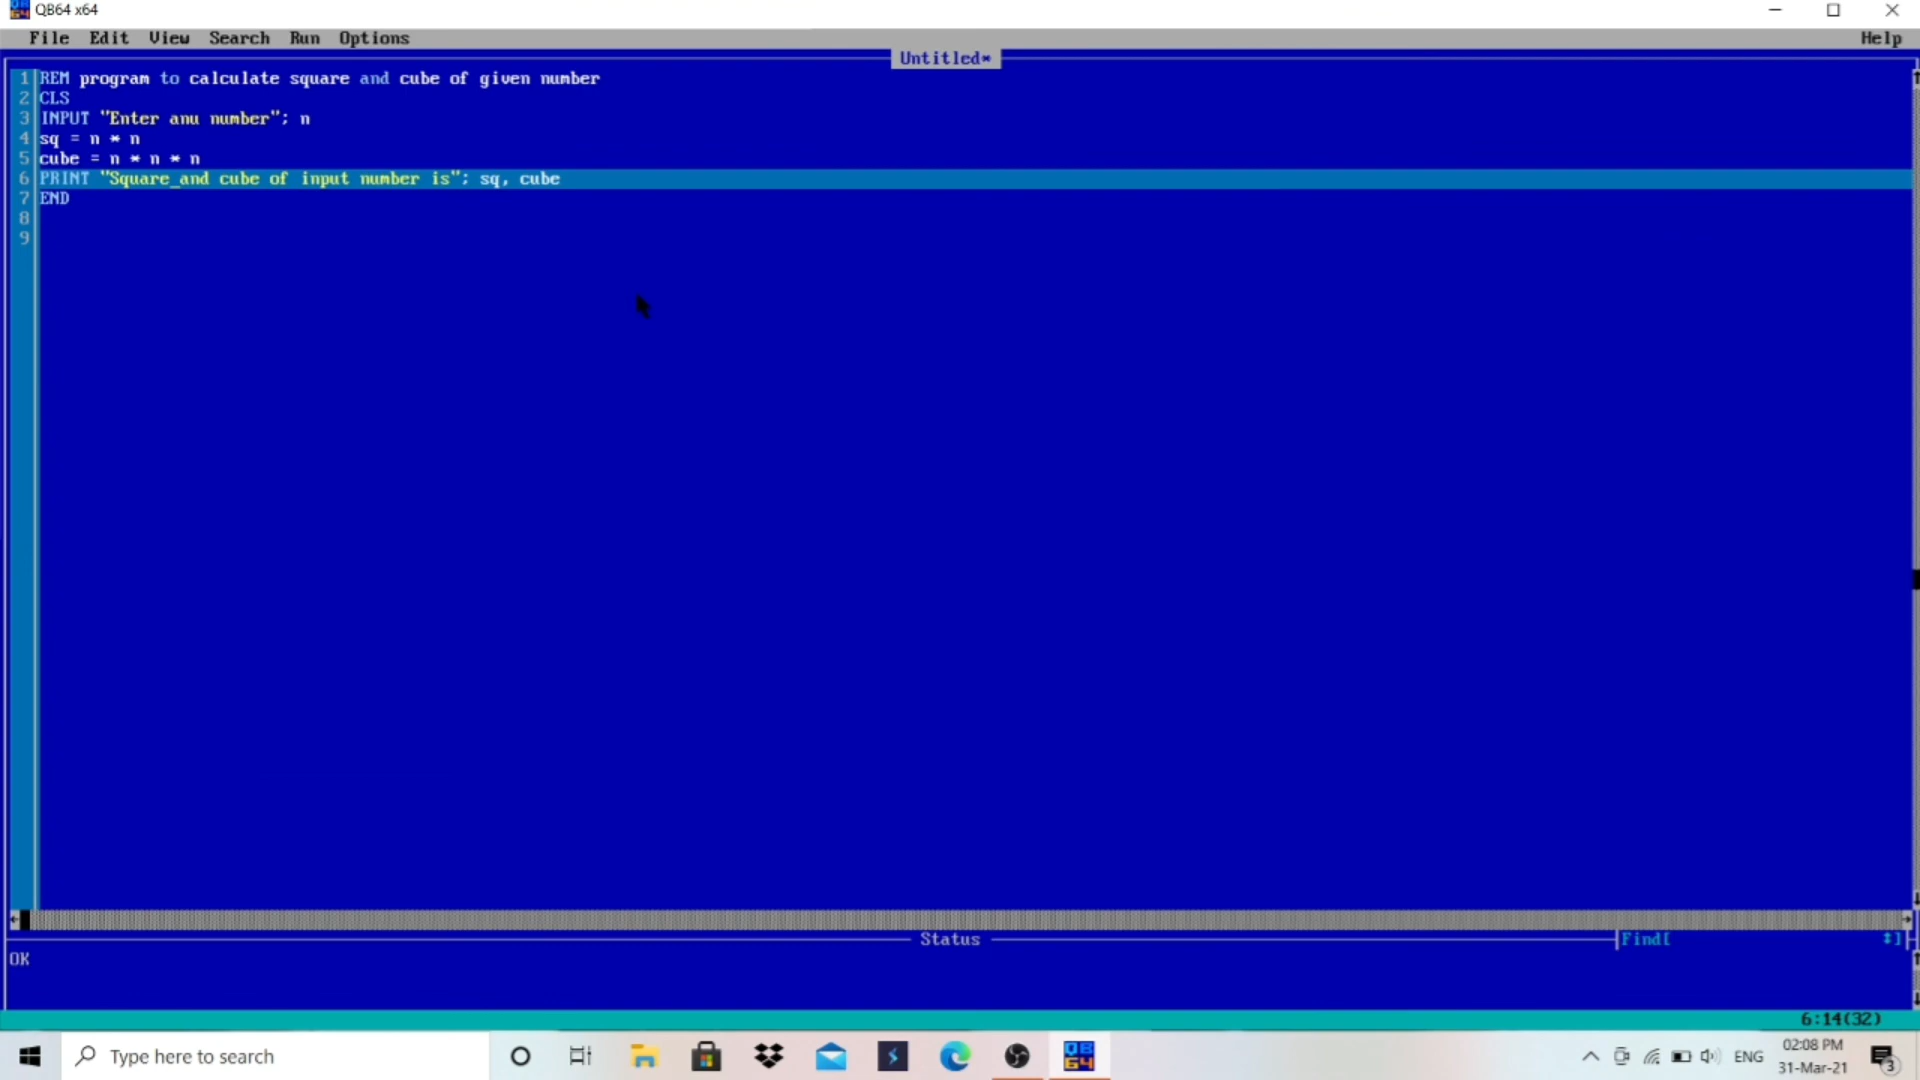 QB64 x64
File Edit View Search Run Options Help
Untitled*
1 REM program to calculate square and cube of given number
2 CLS
3 INPUT "Enter anu number"; n
4 sq = n * n
5 cube = n * n * n
6 PRINT "Square_and cube of input number is"; sq, cube
7 END
8
9
Status
Find[ ]
OK
6:14(32)
Type here to search
QB64
ENG
02:08 PM
31-Mar-21
3